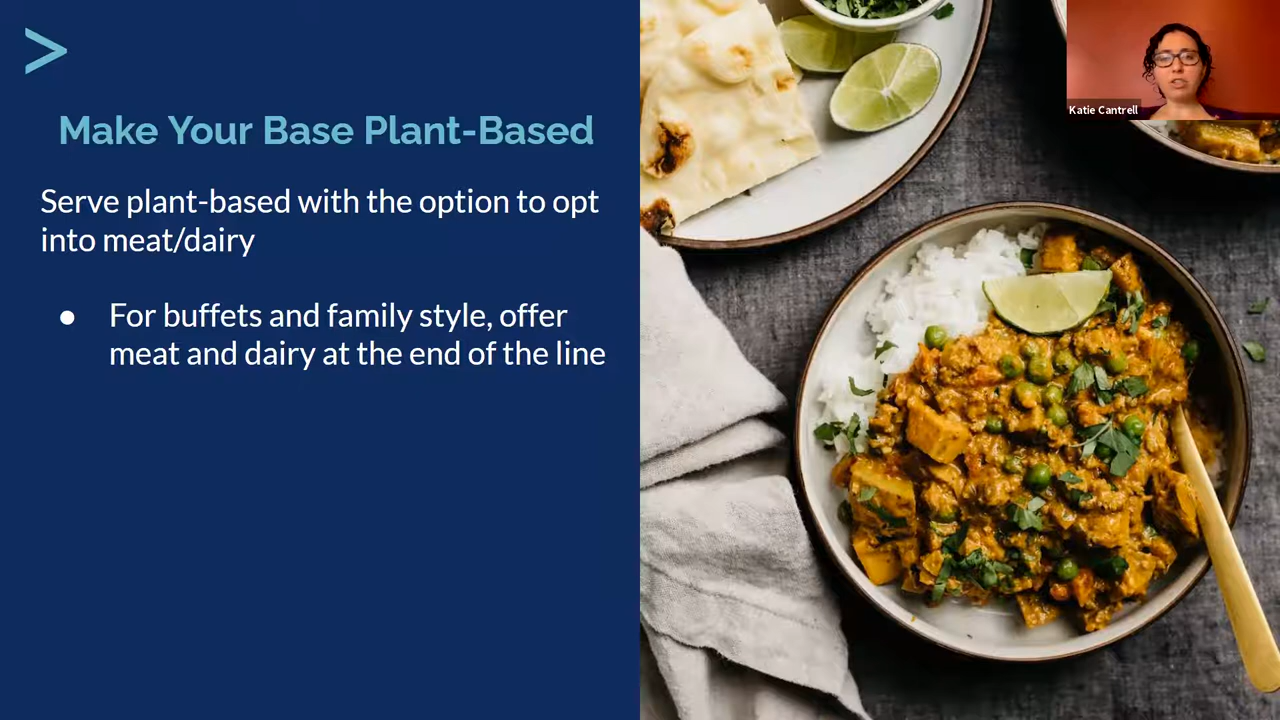 Make Your Base Plant-Based
Serve plant-based with the option to opt
into meat/dairy
● For buffets and family style, offer
meat and dairy at the end of the line
Katie Cantrell